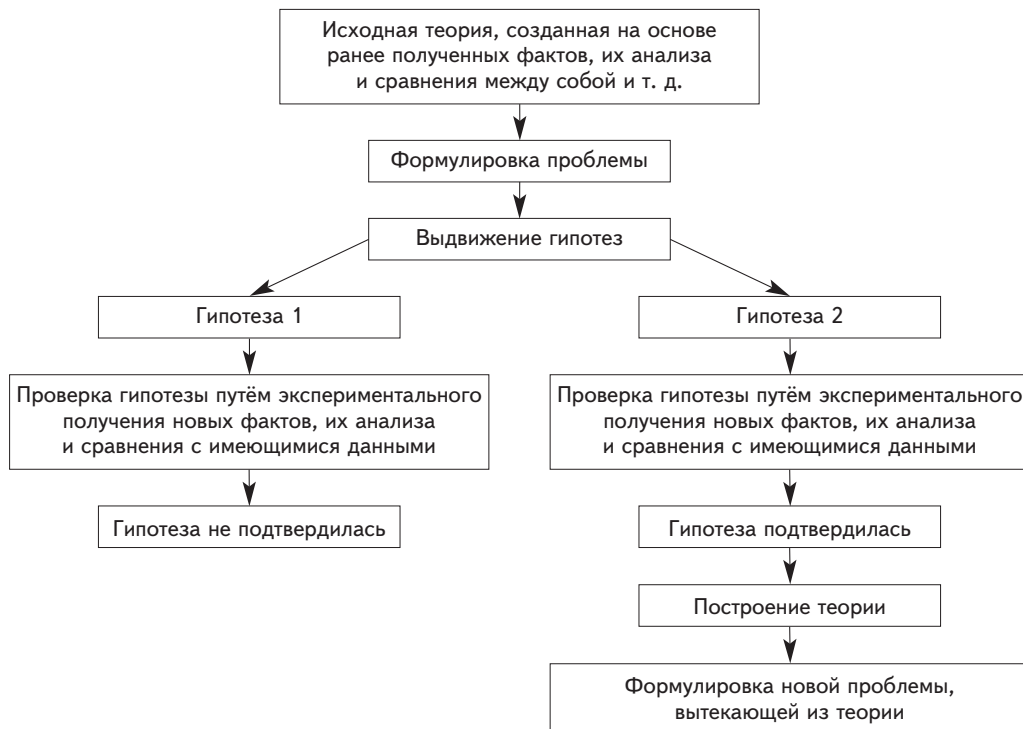 Исходная теория, созданная на основе
ранее полученных фактов, их анализа
и сравнения между собой и т. д.
Формулировка проблемы
Выдвижение гипотез
Гипотеза 1
Гипотеза 2
Проверка гипотезы путём экспериментального
получения новых фактов, их анализа
и сравнения с имеющимися данными
Проверка гипотезы путём экспериментального
получения новых фактов, их анализа
и сравнения с имеющимися данными
Гипотеза не подтвердилась
Гипотеза подтвердилась
Построение теории
Формулировка новой проблемы,
вытекающей из теории